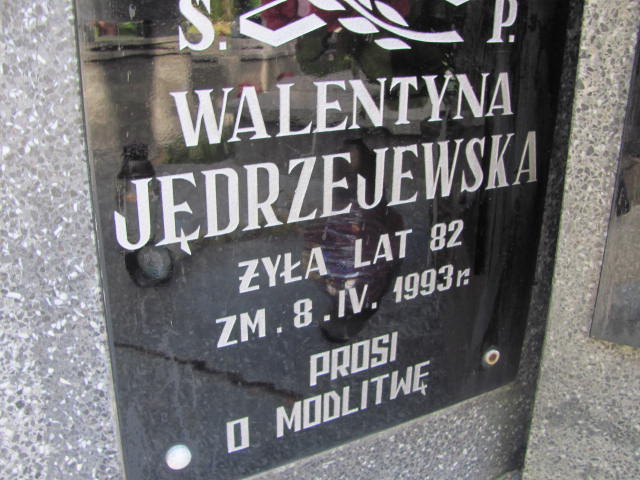 Ś. P.
WALENTYNA
JĘDRZEJEWSKA
ŻYŁA LAT 82
ZM. 8. IV. 1993 r.
PROSI
O MODLITWĘ